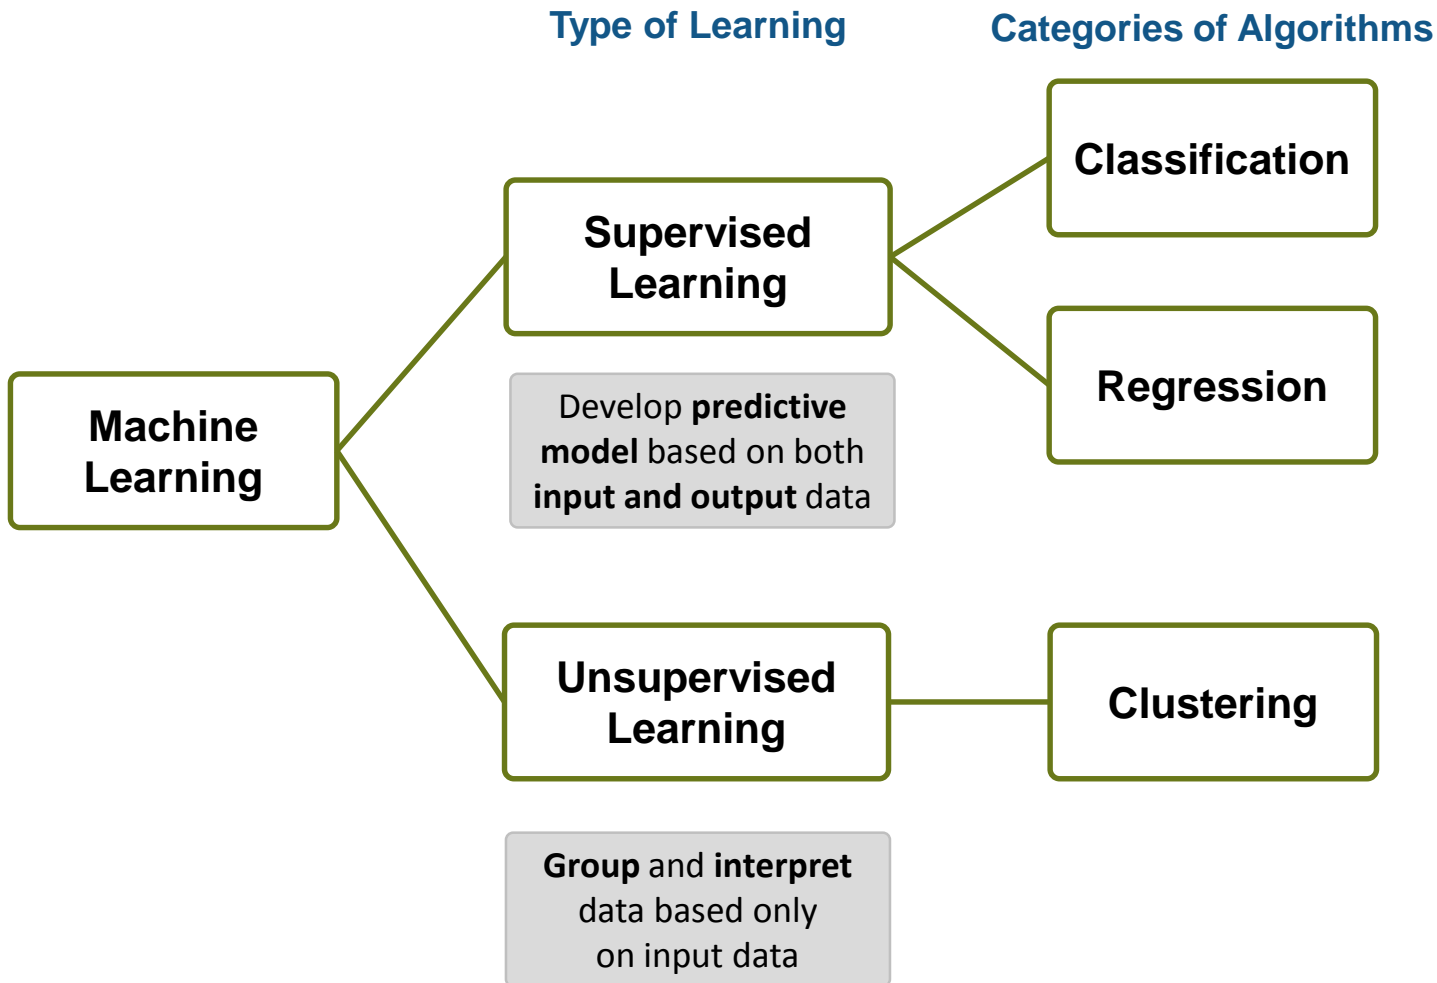 Type of Learning
Categories of Algorithms
Classification
Supervised
Learning
Regression
Machine
Learning
Develop predictive
model based on both
input and output data
Unsupervised
Learning
Clustering
Group and interpret
data based only
on input data